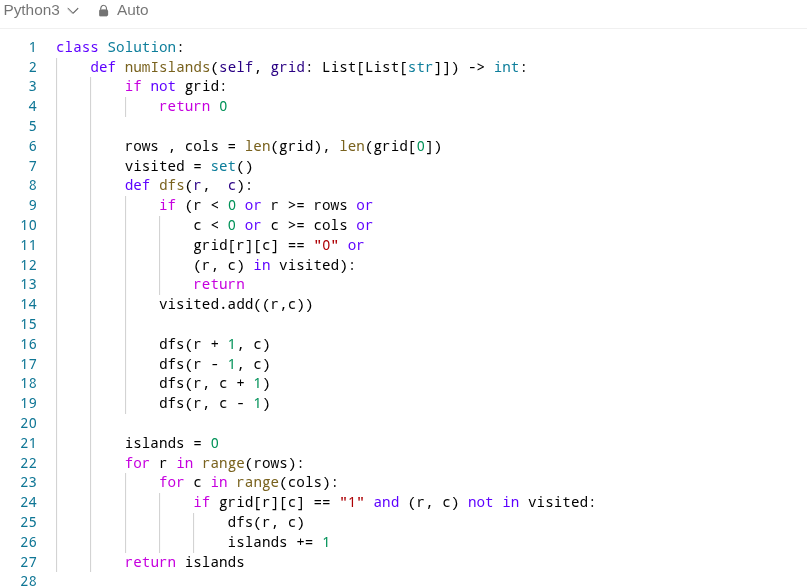 Python3 Auto
1 class Solution:
2     def numIslands(self, grid: List[List[str]]) -> int:
3         if not grid:
4             return 0
5
6         rows , cols = len(grid), len(grid[0])
7         visited = set()
8         def dfs(r,  c):
9             if (r < 0 or r >= rows or
10                 c < 0 or c >= cols or
11                 grid[r][c] == "0" or
12                 (r, c) in visited):
13                 return
14             visited.add((r,c))
15
16             dfs(r + 1, c)
17             dfs(r - 1, c)
18             dfs(r, c + 1)
19             dfs(r, c - 1)
20
21         islands = 0
22         for r in range(rows):
23             for c in range(cols):
24                 if grid[r][c] == "1" and (r, c) not in visited:
25                     dfs(r, c)
26                     islands += 1
27         return islands
28